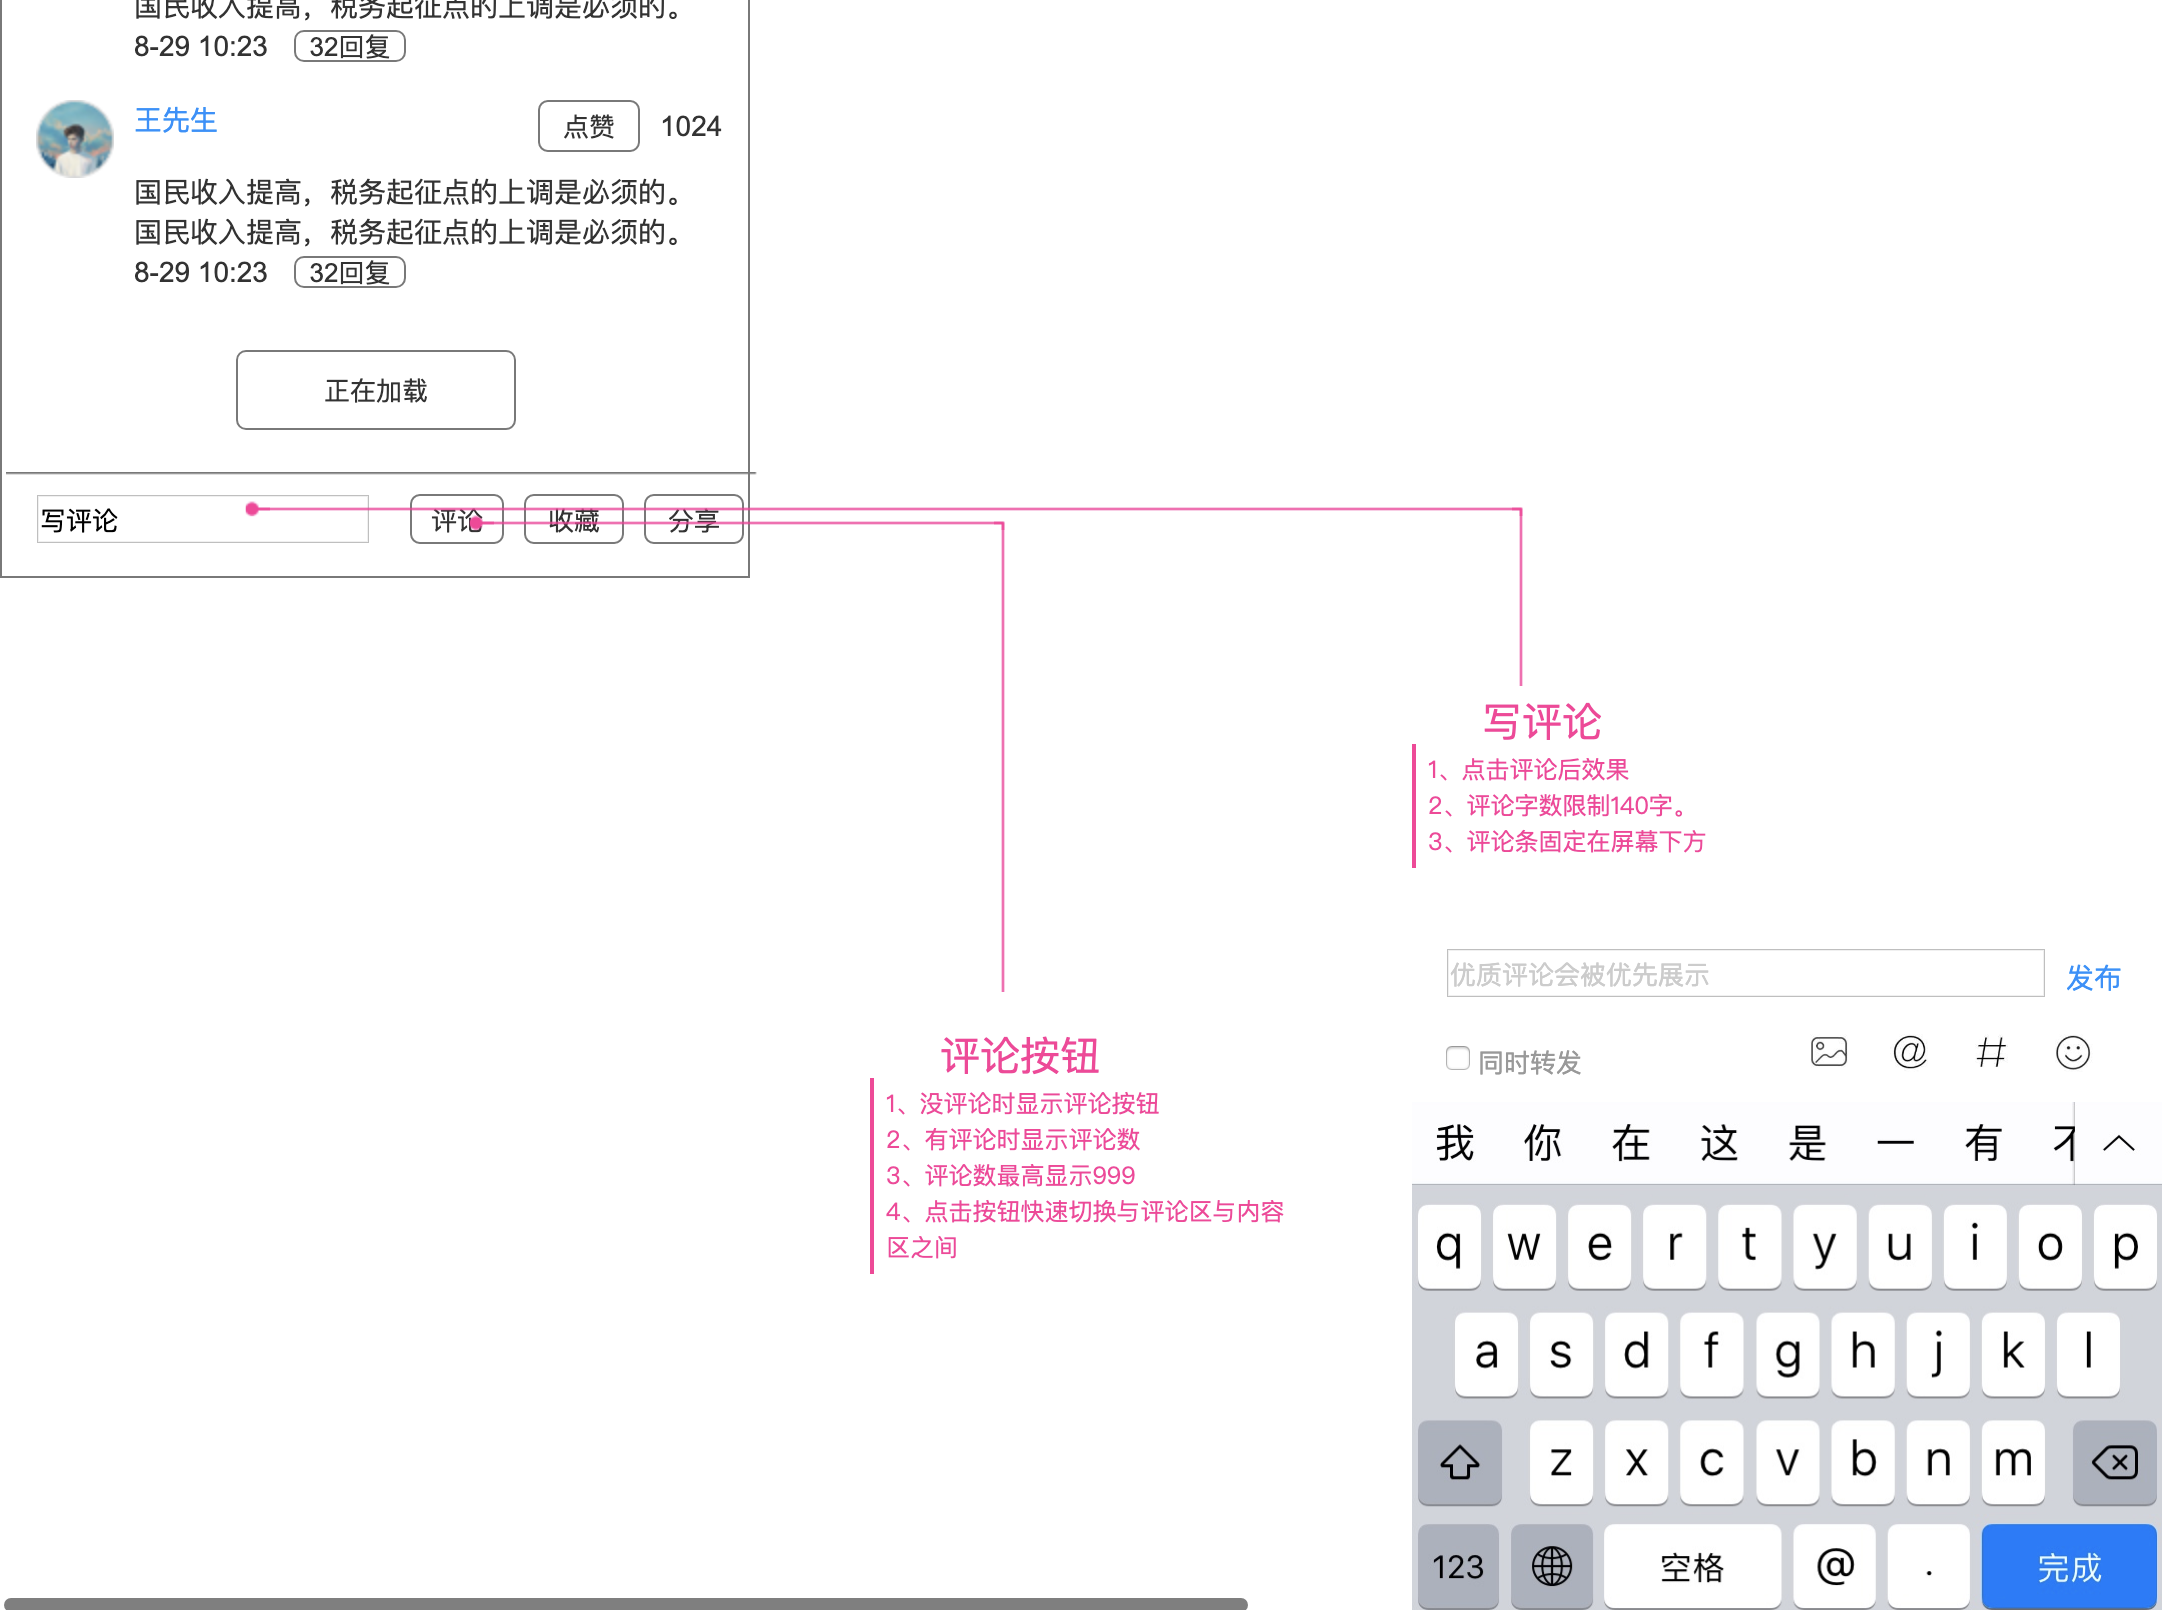 国民收入提高，税务起征点的上调是必须的。
8-29 10:23 32回复
王先生 点赞 1024
国民收入提高，税务起征点的上调是必须的。
国民收入提高，税务起征点的上调是必须的。
8-29 10:23 32回复
正在加载
写评论 评论 收藏 分享
写评论
1、点击评论后效果
2、评论字数限制140字。
3、评论条固定在屏幕下方
评论按钮
1、没评论时显示评论按钮
2、有评论时显示评论数
3、评论数最高显示999
4、点击按钮快速切换与评论区与内容
区之间
优质评论会被优先展示 发布
同时转发 @ #
我 你 在 这 是 一 有 不
q w e r t y u i o p
a s d f g h j k l
z x c v b n m
123 空格 @ . 完成